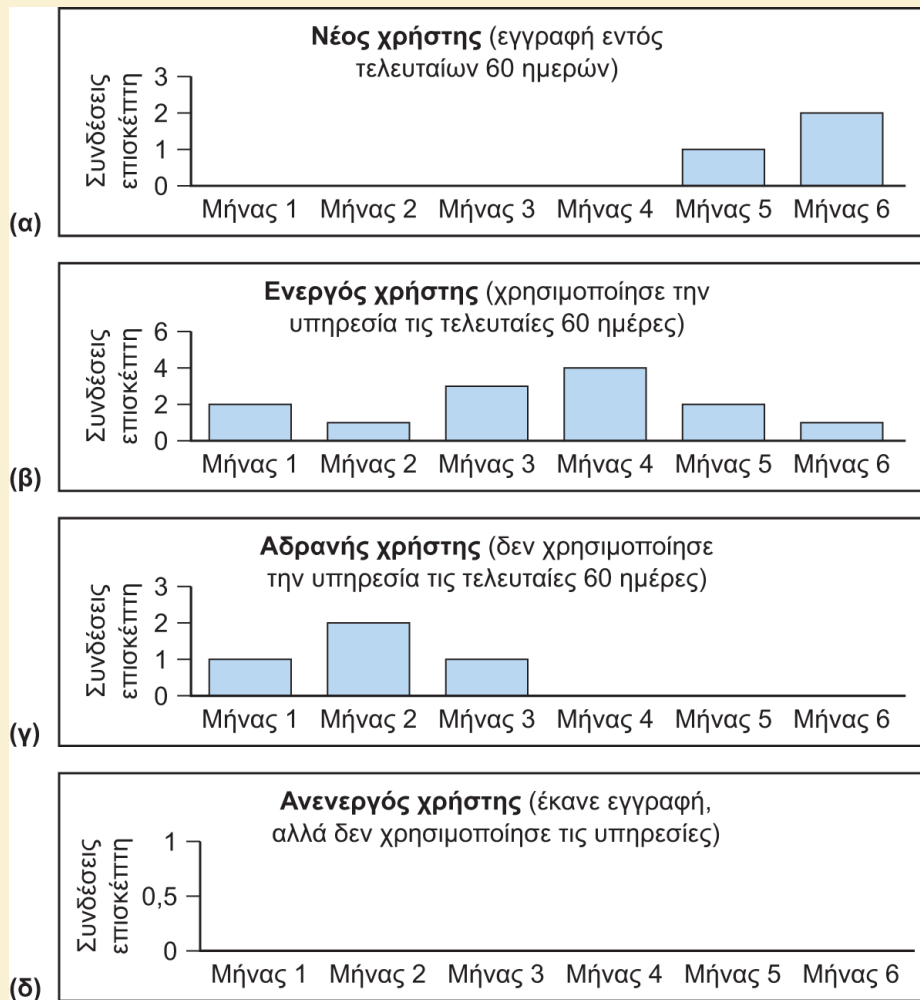 Νέος χρήστης (εγγραφή εντός
τελευταίων 60 ημερών)
Συνδέσεις
επισκέπτη
3
2
1
0
Μήνας 1 Μήνας 2 Μήνας 3 Μήνας 4 Μήνας 5 Μήνας 6
(α)
Ενεργός χρήστης (χρησιμοποίησε την
υπηρεσία τις τελευταίες 60 ημέρες)
Συνδέσεις
επισκέπτη
6
4
2
0
Μήνας 1 Μήνας 2 Μήνας 3 Μήνας 4 Μήνας 5 Μήνας 6
(β)
Αδρανής χρήστης (δεν χρησιμοποίησε
την υπηρεσία τις τελευταίες 60 ημέρες)
Συνδέσεις
επισκέπτη
3
2
1
0
Μήνας 1 Μήνας 2 Μήνας 3 Μήνας 4 Μήνας 5 Μήνας 6
(γ)
Ανενεργός χρήστης (έκανε εγγραφή,
αλλά δεν χρησιμοποίησε τις υπηρεσίες)
Συνδέσεις
επισκέπτη
1
0,5
0
Μήνας 1 Μήνας 2 Μήνας 3 Μήνας 4 Μήνας 5 Μήνας 6
(δ)